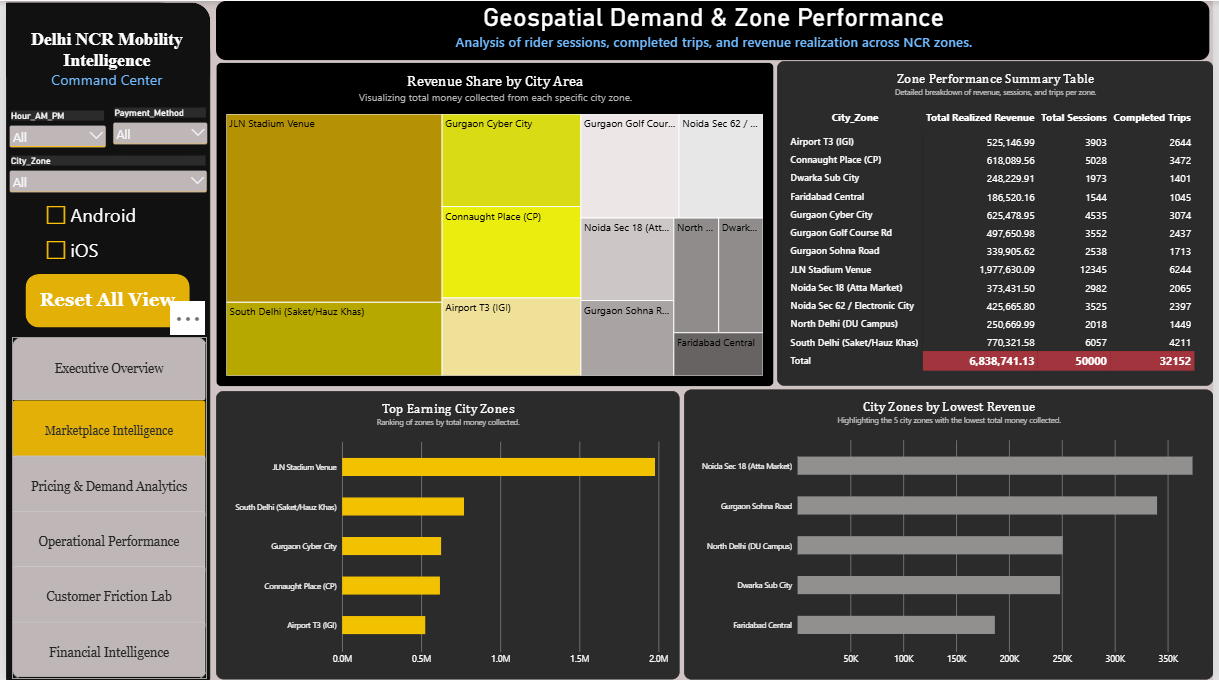 Delhi NCR Mobility
Intelligence
Command Center
Hour_AM_PM
Payment_Method
All
All
City_Zone
All
Android
iOS
Reset All View
Executive Overview
Marketplace Intelligence
Pricing & Demand Analytics
Operational Performance
Customer Friction Lab
Financial Intelligence
Geospatial Demand & Zone Performance
Analysis of rider sessions, completed trips, and revenue realization across NCR zones.
Revenue Share by City Area
Visualizing total money collected from each specific city zone.
JLN Stadium Venue
South Delhi (Saket/Hauz Khas)
Gurgaon Cyber City
Connaught Place (CP)
Airport T3 (IGI)
Gurgaon Golf Cour...
Noida Sec 62 / ...
Noida Sec 18 (Att...
Gurgaon Sohna R...
North ...
Dwark...
Faridabad Central
Zone Performance Summary Table
Detailed breakdown of revenue, sessions, and trips per zone.
City_Zone Total Realized Revenue Total Sessions Completed Trips
Airport T3 (IGI) 525,146.99 3903 2644
Connaught Place (CP) 618,089.56 5028 3472
Dwarka Sub City 248,229.91 1973 1401
Faridabad Central 186,520.16 1544 1045
Gurgaon Cyber City 625,478.95 4535 3074
Gurgaon Golf Course Rd 497,650.98 3552 2437
Gurgaon Sohna Road 339,905.62 2538 1713
JLN Stadium Venue 1,977,630.09 12345 6244
Noida Sec 18 (Atta Market) 373,431.50 2982 2065
Noida Sec 62 / Electronic City 425,665.80 3525 2397
North Delhi (DU Campus) 250,669.99 2018 1449
South Delhi (Saket/Hauz Khas) 770,321.58 6057 4211
Total 6,838,741.13 50000 32152
Top Earning City Zones
Ranking of zones by total money collected.
JLN Stadium Venue
South Delhi (Saket/Hauz Khas)
Gurgaon Cyber City
Connaught Place (CP)
Airport T3 (IGI)
0.0M 0.5M 1.0M 1.5M 2.0M
City Zones by Lowest Revenue
Highlighting the 5 city zones with the lowest total money collected.
Noida Sec 18 (Atta Market)
Gurgaon Sohna Road
North Delhi (DU Campus)
Dwarka Sub City
Faridabad Central
50K 100K 150K 200K 250K 300K 350K